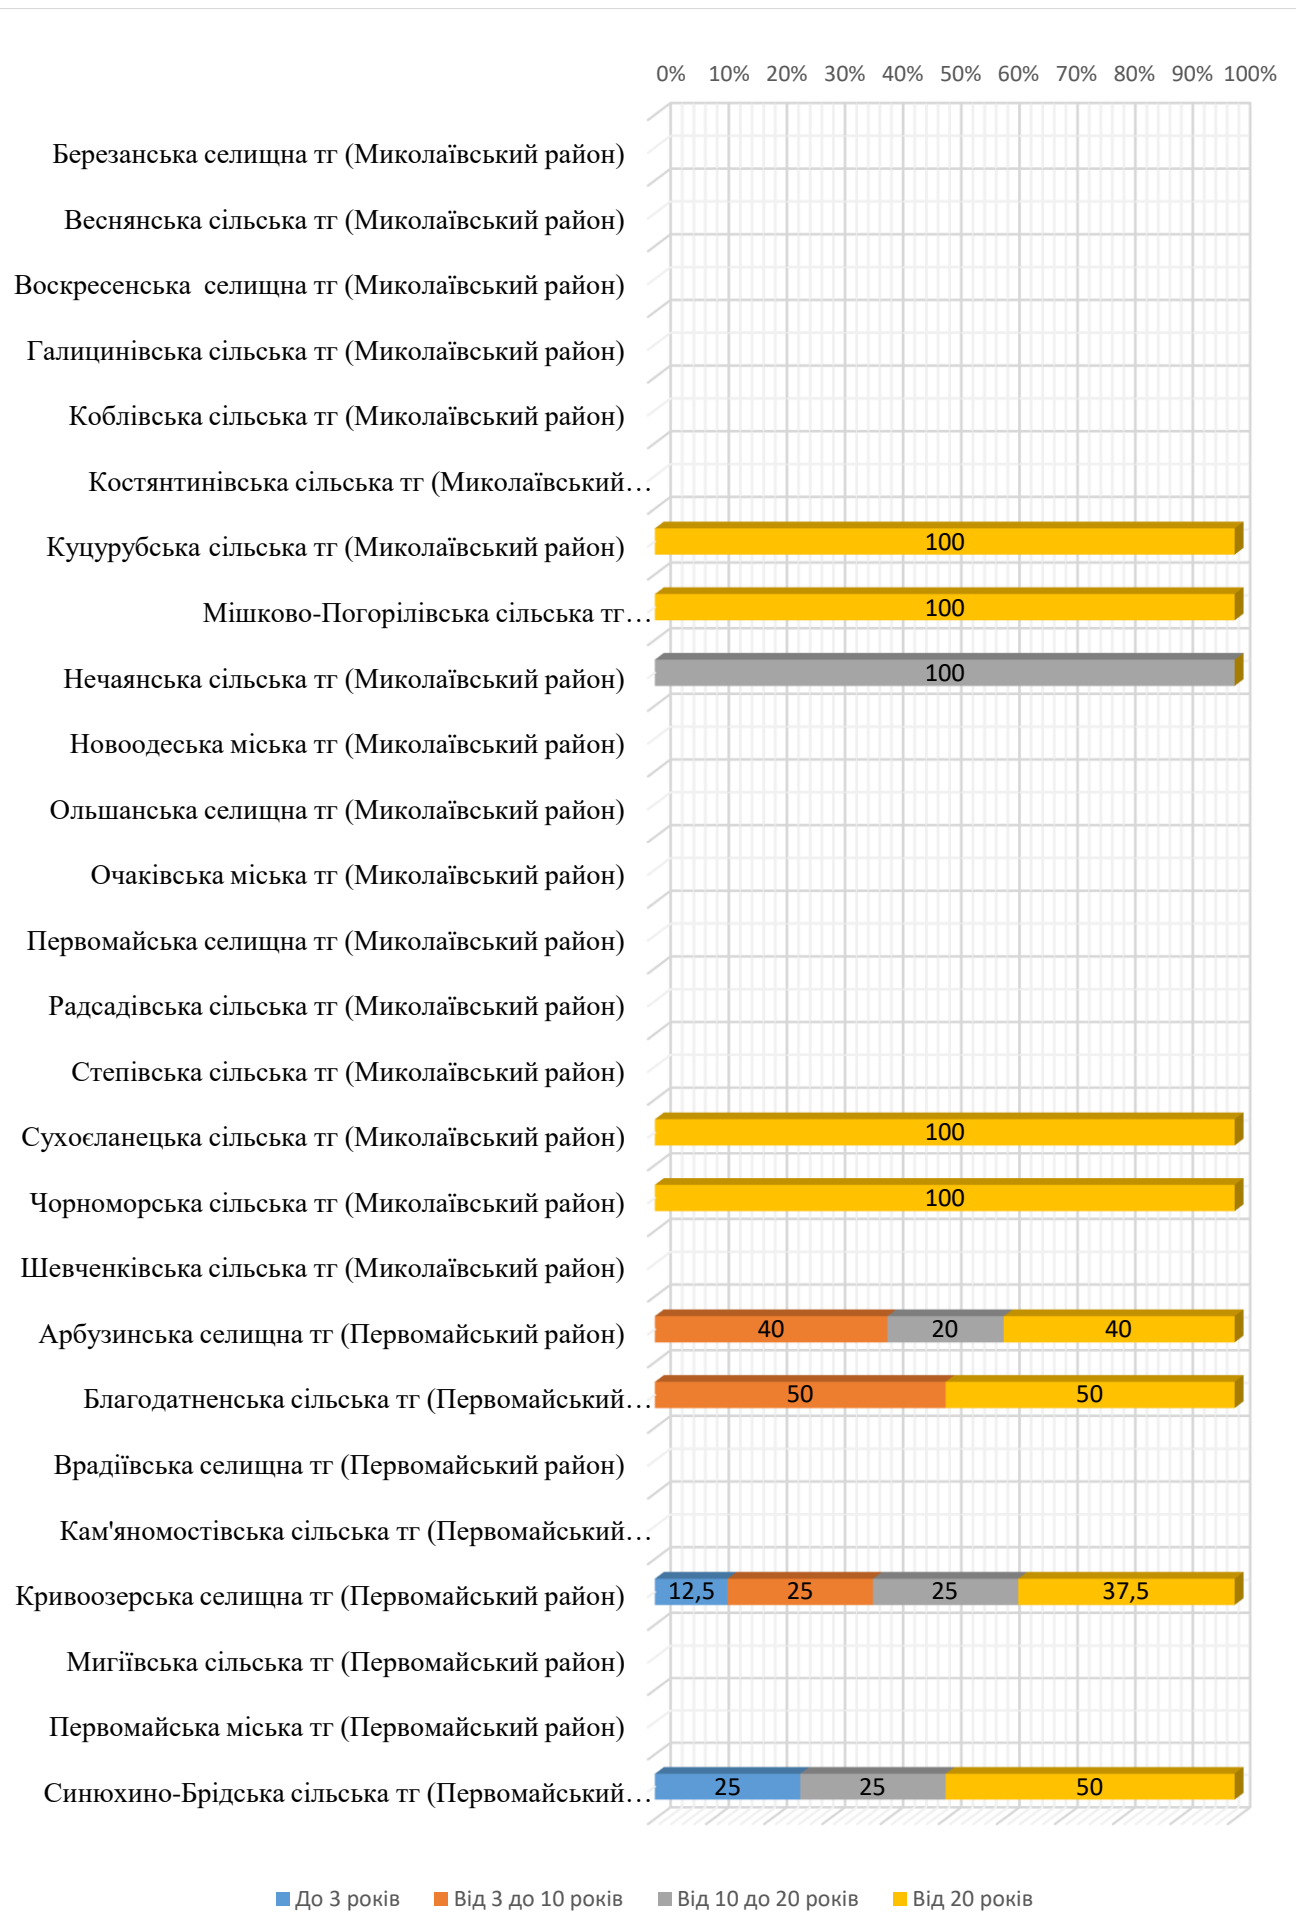 0% 10% 20% 30% 40% 50% 60% 70% 80% 90% 100%
Березанська селищна тг (Миколаївський район)
Веснянська сільська тг (Миколаївський район)
Воскресенська селищна тг (Миколаївський район)
Галицинівська сільська тг (Миколаївський район)
Коблівська сільська тг (Миколаївський район)
Костянтинівська сільська тг (Миколаївський…
Куцурубська сільська тг (Миколаївський район) 100
Мішково-Погорілівська сільська тг… 100
Нечаянська сільська тг (Миколаївський район) 100
Новоодеська міська тг (Миколаївський район)
Ольшанська селищна тг (Миколаївський район)
Очаківська міська тг (Миколаївський район)
Первомайська селищна тг (Миколаївський район)
Радсадівська сільська тг (Миколаївський район)
Степівська сільська тг (Миколаївський район)
Сухоєланецька сільська тг (Миколаївський район) 100
Чорноморська сільська тг (Миколаївський район) 100
Шевченківська сільська тг (Миколаївський район)
Арбузинська селищна тг (Первомайський район) 40 20 40
Благодатненська сільська тг (Первомайський… 50 50
Врадіївська селищна тг (Первомайський район)
Кам'яномостівська сільська тг (Первомайський…
Кривоозерська селищна тг (Первомайський район) 12,5 25 25 37,5
Мигіївська сільська тг (Первомайський район)
Первомайська міська тг (Первомайський район)
Синюхино-Брідська сільська тг (Первомайський… 25 25 50
До 3 років Від 3 до 10 років Від 10 до 20 років Від 20 років